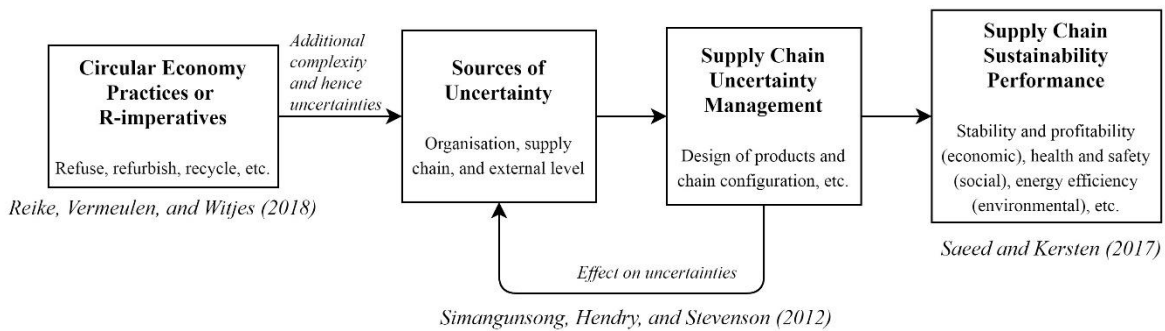 Circular Economy
Practices or
R-imperatives
Refuse, refurbish, recycle, etc.
Reike, Vermeulen, and Witjes (2018)
Additional
complexity
and hence
uncertainties
Sources of
Uncertainty
Organisation, supply
chain, and external level
Supply Chain
Uncertainty
Management
Design of products and
chain configuration, etc.
Effect on uncertainties
Simangunsong, Hendry, and Stevenson (2012)
Supply Chain
Sustainability
Performance
Stability and profitability
(economic), health and safety
(social), energy efficiency
(environmental), etc.
Saeed and Kersten (2017)